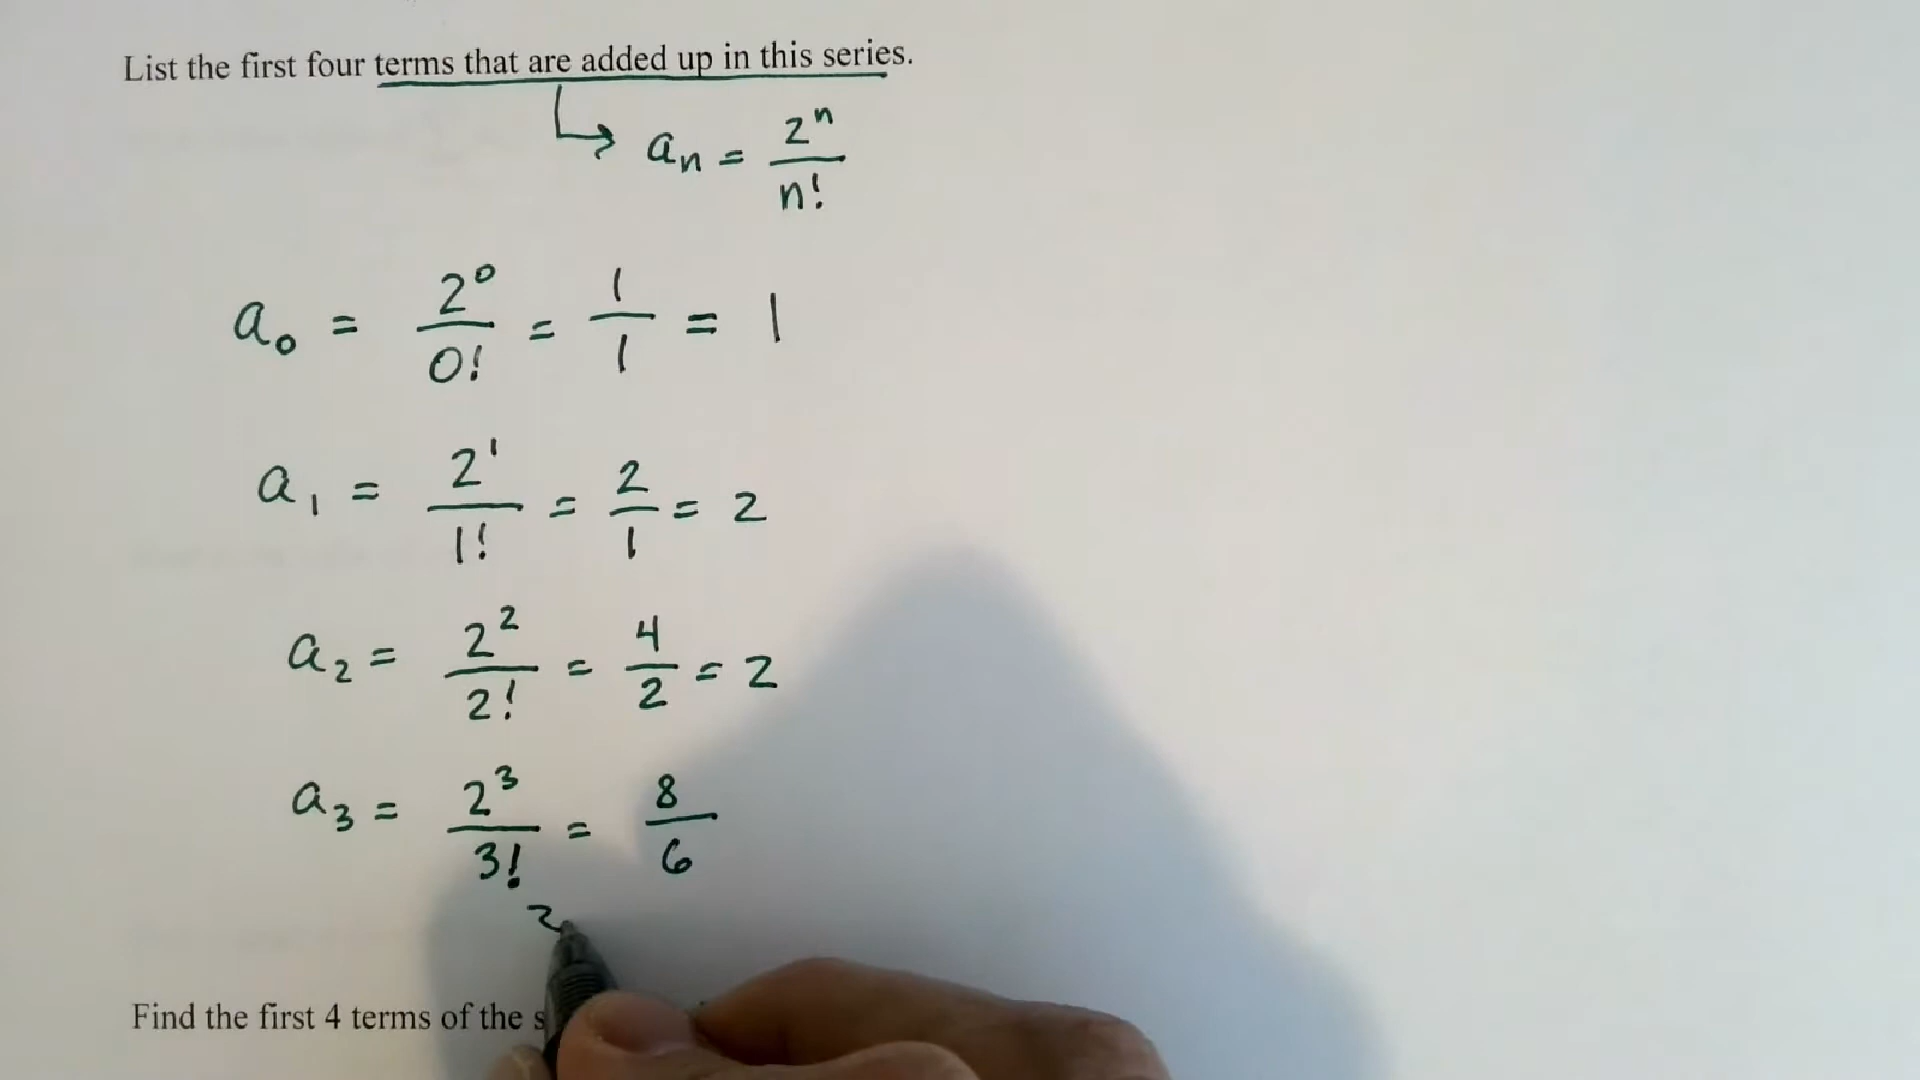 List the first four terms that are added up in this series.
aₙ = 2ⁿ / n!
a₀ = 2⁰ / 0! = 1 / 1 = 1
a₁ = 2¹ / 1! = 2 / 1 = 2
a₂ = 2² / 2! = 4 / 2 = 2
a₃ = 2³ / 3! = 8 / 6
Find the first 4 terms of the